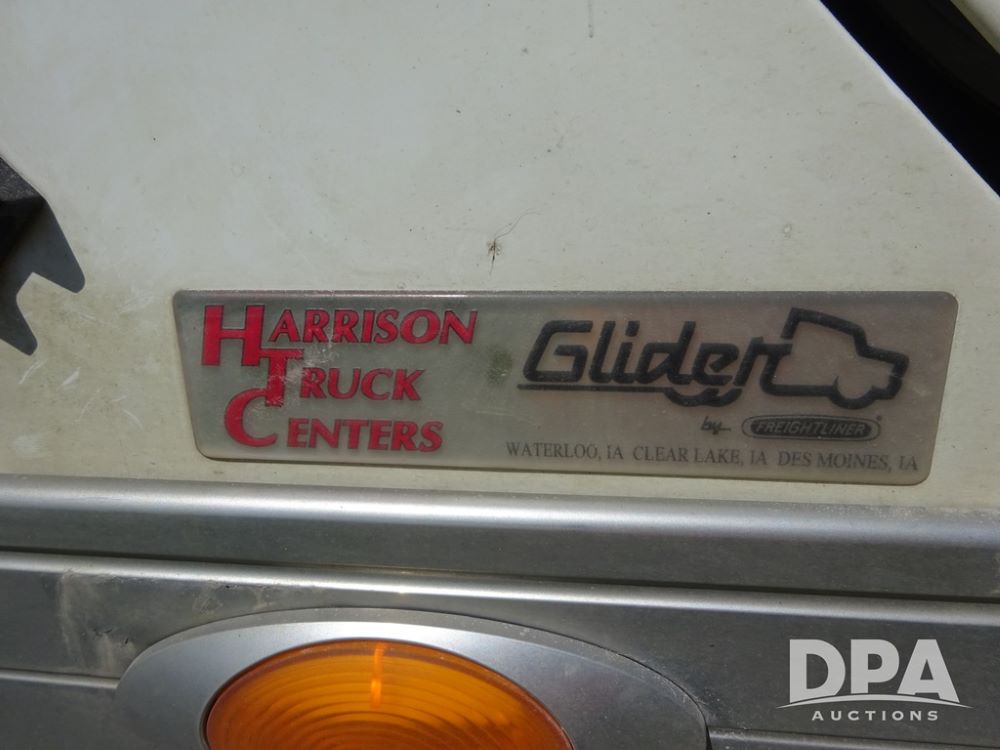 HARRISON
TRUCK
CENTERS
Glider
by FREIGHTLINER
WATERLOO, IA CLEAR LAKE, IA DES MOINES, IA
DPA
AUCTIONS